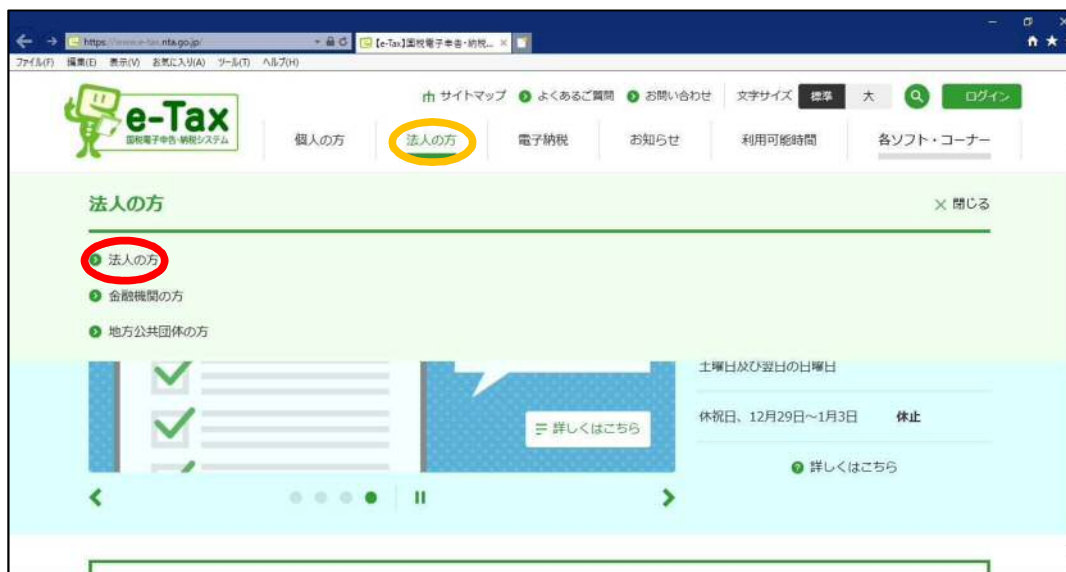 https://www.e-tax.nta.go.jp/
【e-Tax】国税電子申告・納税...
ファイル(F) 編集(E) 表示(V) お気に入り(A) ツール(T) ヘルプ(H)
e-Tax
国税電子申告・納税システム
サイトマップ よくあるご質問 お問い合わせ 文字サイズ 標準 大 ログイン
個人の方 法人の方 電子納税 お知らせ 利用可能時間 各ソフト・コーナー
法人の方 × 閉じる
法人の方
金融機関の方
地方公共団体の方
土曜日及び翌日の日曜日
休祝日、12月29日～1月3日 休止
詳しくはこちら
詳しくはこちら